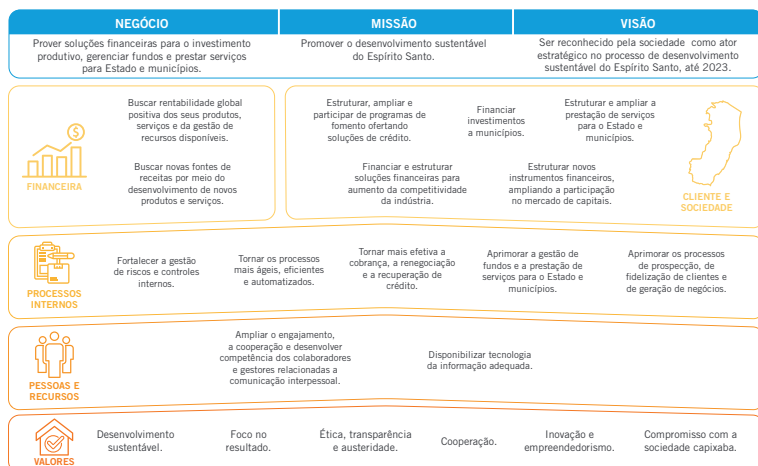 NEGÓCIO
Prover soluções financeiras para o investimento
produtivo, gerenciar fundos e prestar serviços
para Estado e municípios.
MISSÃO
Promover o desenvolvimento sustentável
do Espírito Santo.
VISÃO
Ser reconhecido pela sociedade como ator
estratégico no processo de desenvolvimento
sustentável do Espírito Santo, até 2023.
$
FINANCEIRA
Buscar rentabilidade global
positiva dos seus produtos,
serviços e da gestão de
recursos disponíveis.
Buscar novas fontes de
receitas por meio do
desenvolvimento de novos
produtos e serviços.
Estruturar, ampliar e
participar de programas de
fomento ofertando
soluções de crédito.
Financiar
investimentos
a municípios.
Estruturar e ampliar a
prestação de serviços
para o Estado e
municípios.
Financiar e estruturar
soluções financeiras para
aumento da competitividade
da indústria.
Estruturar novos
instrumentos financeiros,
ampliando a participação
no mercado de capitais.
CLIENTE E
SOCIEDADE
PROCESSOS
INTERNOS
Fortalecer a gestão
de riscos e controles
internos.
Tornar os processos
mais ágeis, eficientes
e automatizados.
Tornar mais efetiva a
cobrança, a renegociação
e a recuperação de
crédito.
Aprimorar a gestão de
fundos e a prestação de
serviços para o Estado e
municípios.
Aprimorar os processos
de prospecção, de
fidelização de clientes e
de geração de negócios.
PESSOAS E
RECURSOS
Ampliar o engajamento,
a cooperação e desenvolver
competência dos colaboradores
e gestores relacionadas a
comunicação interpessoal.
Disponibilizar tecnologia
da informação adequada.
VALORES
Desenvolvimento
sustentável.
Foco no
resultado.
Ética, transparência
e austeridade.
Cooperação.
Inovação e
empreendedorismo.
Compromisso com a
sociedade capixaba.